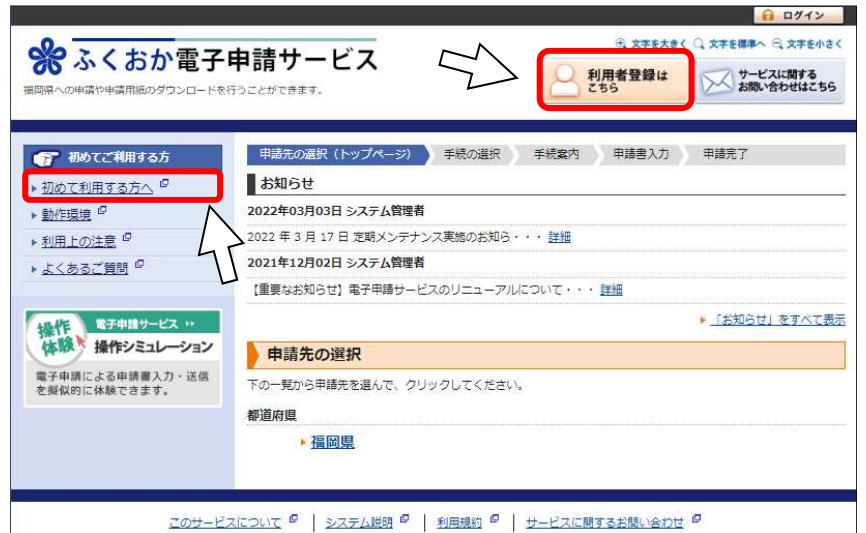 ログイン
文字を大きく 文字を標準へ 文字を小さく
ふくおか電子申請サービス
福岡県への申請や申請用紙のダウンロードを行うことができます。
利用者登録は
こちら
サービスに関する
お問い合わせはこちら
初めてご利用する方
初めて利用する方へ
動作環境
利用上の注意
よくあるご質問
操作
体験
電子申請サービス
操作シミュレーション
電子申請による申請書入力・送信
を擬似的に体験できます。
申請先の選択（トップページ） 手続の選択 手続案内 申請書入力 申請完了
お知らせ
2022年03月03日 システム管理者
2022 年 3 月 17 日 定期メンテナンス実施のお知ら・・・ 詳細
2021年12月02日 システム管理者
【重要なお知らせ】電子申請サービスのリニューアルについて・・・ 詳細
「お知らせ」をすべて表示
申請先の選択
下の一覧から申請先を選んで、クリックしてください。
都道府県
福岡県
このサービスについて | システム説明 | 利用規約 | サービスに関するお問い合わせ